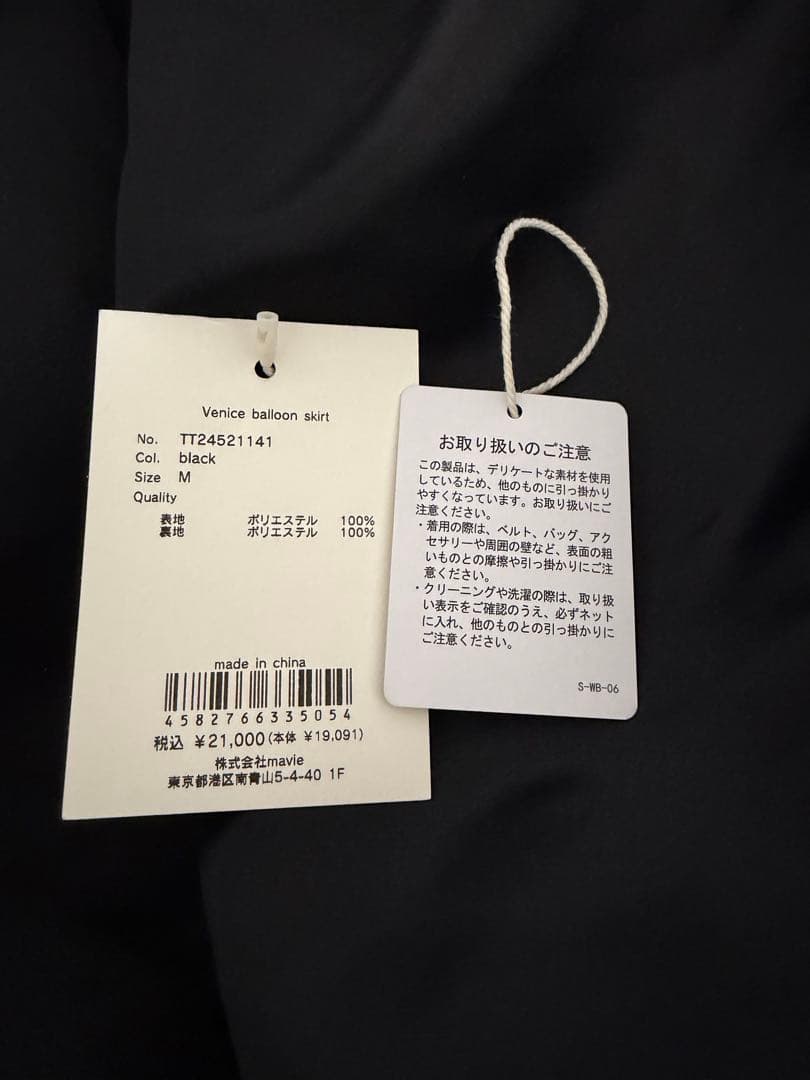 Venice balloon skirt
No. TT24521141
Col. black
Size M
Quality
表地 ポリエステル 100%
裏地 ポリエステル 100%
made in china
4582766335054
税込 ¥21,000(本体 ¥19,091)
株式会社mavie
東京都港区南青山5-4-40 1F
お取り扱いのご注意
この製品は、デリケートな素材を使用
しているため、他のものに引っ掛かり
やすくなっています。お取り扱いにご
注意ください。
・着用の際は、ベルト、バッグ、アク
セサリーや周囲の壁など、表面の粗
いものとの摩擦や引っ掛かりにご注
意ください。
・クリーニングや洗濯の際は、取り扱
い表示をご確認のうえ、必ずネット
に入れ、他のものとの引っ掛かりに
ご注意ください。
S-WB-06